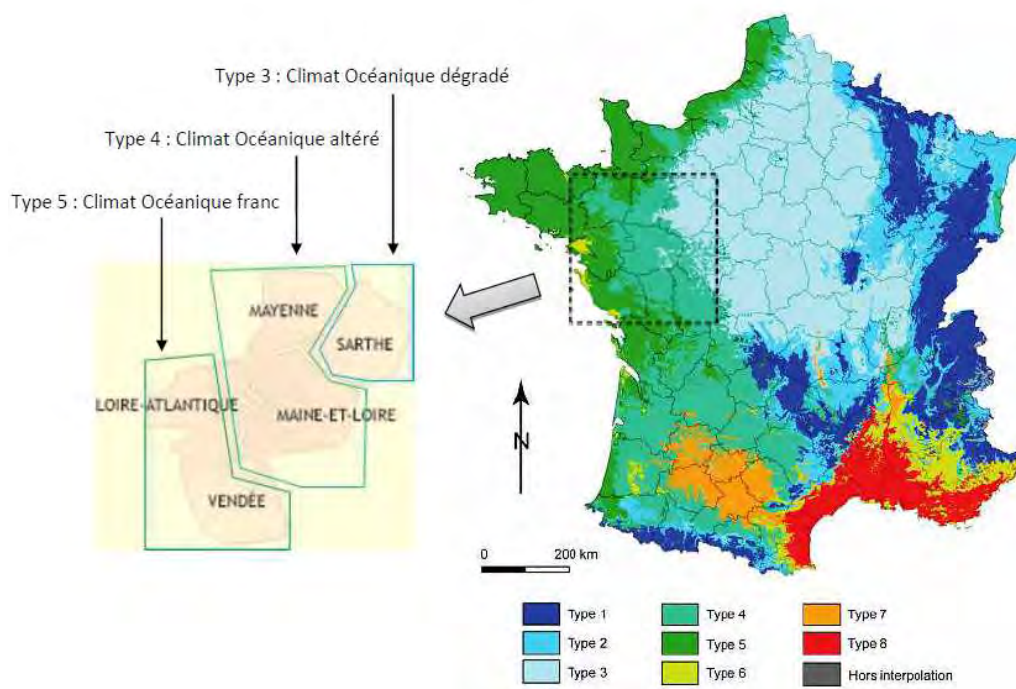 Type 3 : Climat Océanique dégradé
Type 4 : Climat Océanique altéré
Type 5 : Climat Océanique franc
MAYENNE
SARTHE
LOIRE-ATLANTIQUE
MAINE-ET-LOIRE
VENDÉE
N
0 200 km
Type 1
Type 2
Type 3
Type 4
Type 5
Type 6
Type 7
Type 8
Hors interpolation